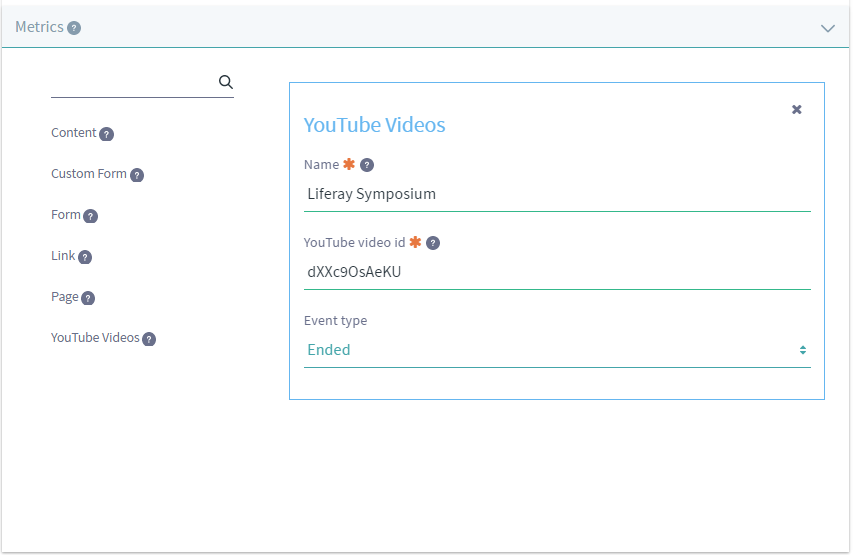 Metrics ?
Content ?
Custom Form ?
Form ?
Link ?
Page ?
YouTube Videos ?
YouTube Videos
Name ✱ ?
Liferay Symposium
YouTube video id ✱ ?
dXXc9OsAeKU
Event type
Ended